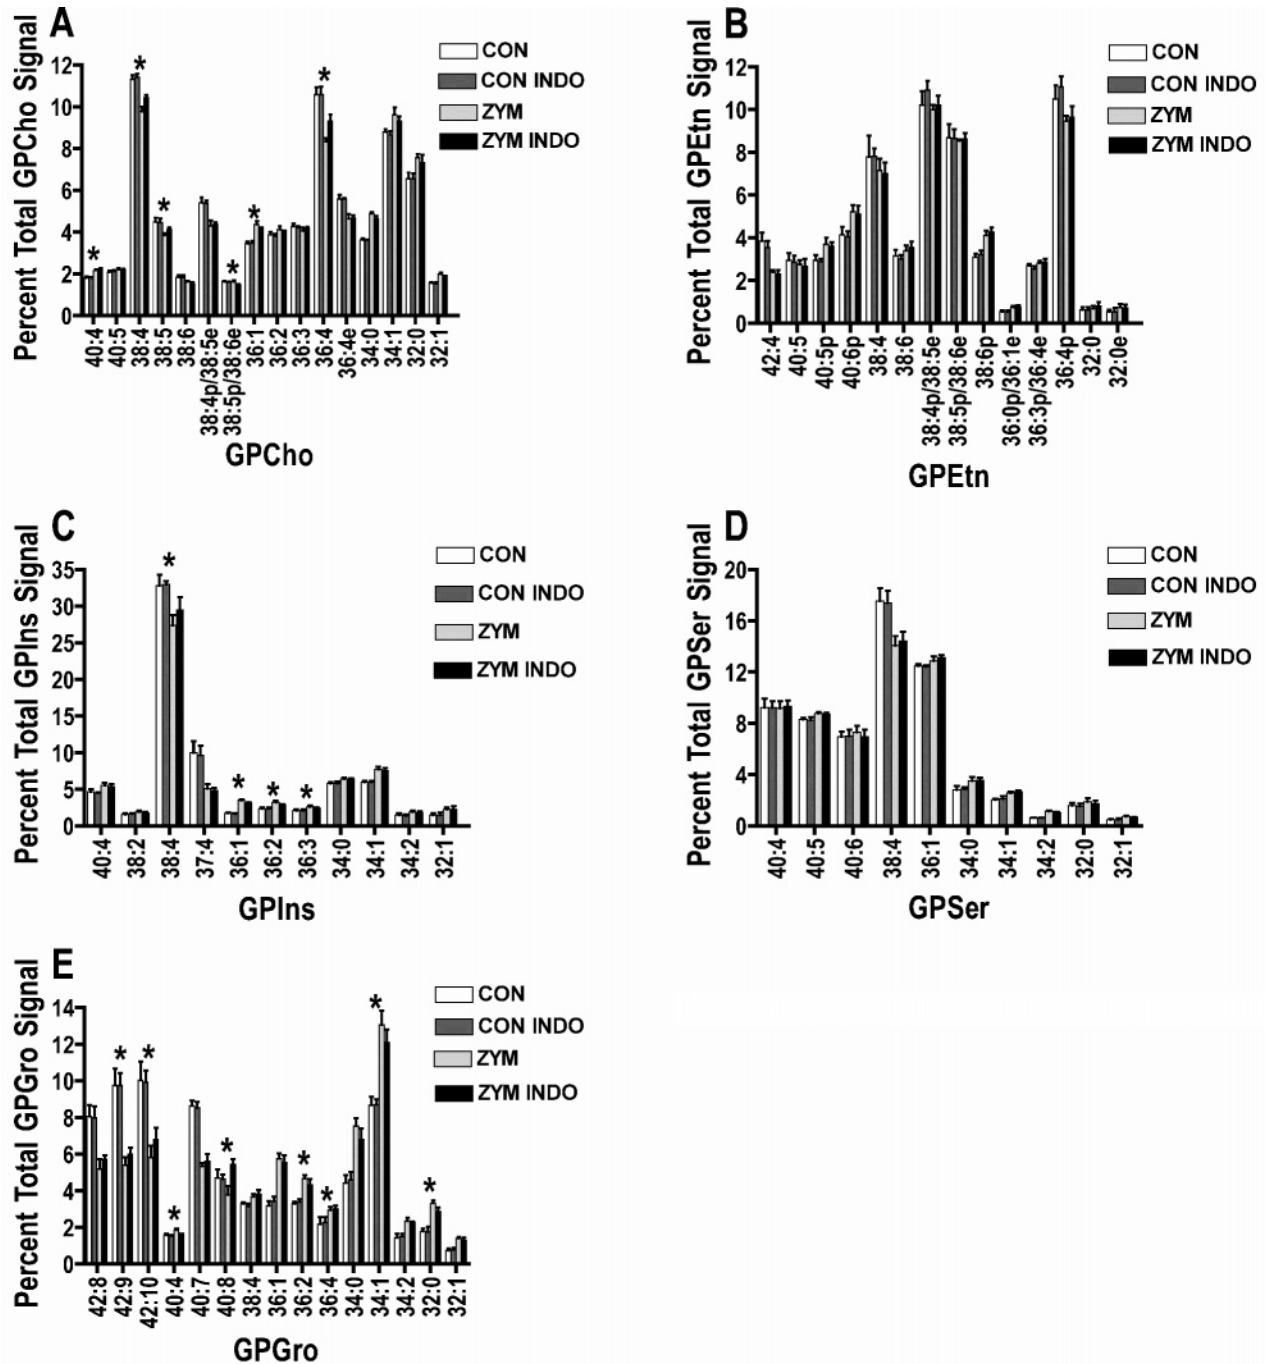 A
Percent Total GPCho Signal
CON
CON INDO
ZYM
ZYM INDO
12
10
8
6
4
2
0
* * * * * *
40:4
40:5
38:4
38:5
38:6
38:4p/38:5e
38:5p/38:6e
36:1
36:2
36:3
36:4
36:4e
34:0
34:1
32:0
32:1
GPCho
B
Percent Total GPEtn Signal
CON
CON INDO
ZYM
ZYM INDO
12
10
8
6
4
2
0
42:4
40:5
40:5p
40:6p
38:4
38:6
38:4p/38:5e
38:5p/38:6e
38:6p
36:0p/36:1e
36:3p/36:4e
36:4p
32:0
32:0e
GPEtn
C
Percent Total GPIns Signal
CON
CON INDO
ZYM
ZYM INDO
35
30
25
20
15
10
5
0
* * * *
40:4
38:2
38:4
37:4
36:1
36:2
36:3
34:0
34:1
34:2
32:1
GPIns
D
Percent Total GPSer Signal
CON
CON INDO
ZYM
ZYM INDO
20
16
12
8
4
0
40:4
40:5
40:6
38:4
36:1
34:0
34:1
34:2
32:0
32:1
GPSer
E
Percent Total GPGro Signal
CON
CON INDO
ZYM
ZYM INDO
14
12
10
8
6
4
2
0
* * * * * * * *
42:8
42:9
42:10
40:4
40:7
40:8
38:4
36:1
36:2
36:4
34:0
34:1
34:2
32:0
32:1
GPGro